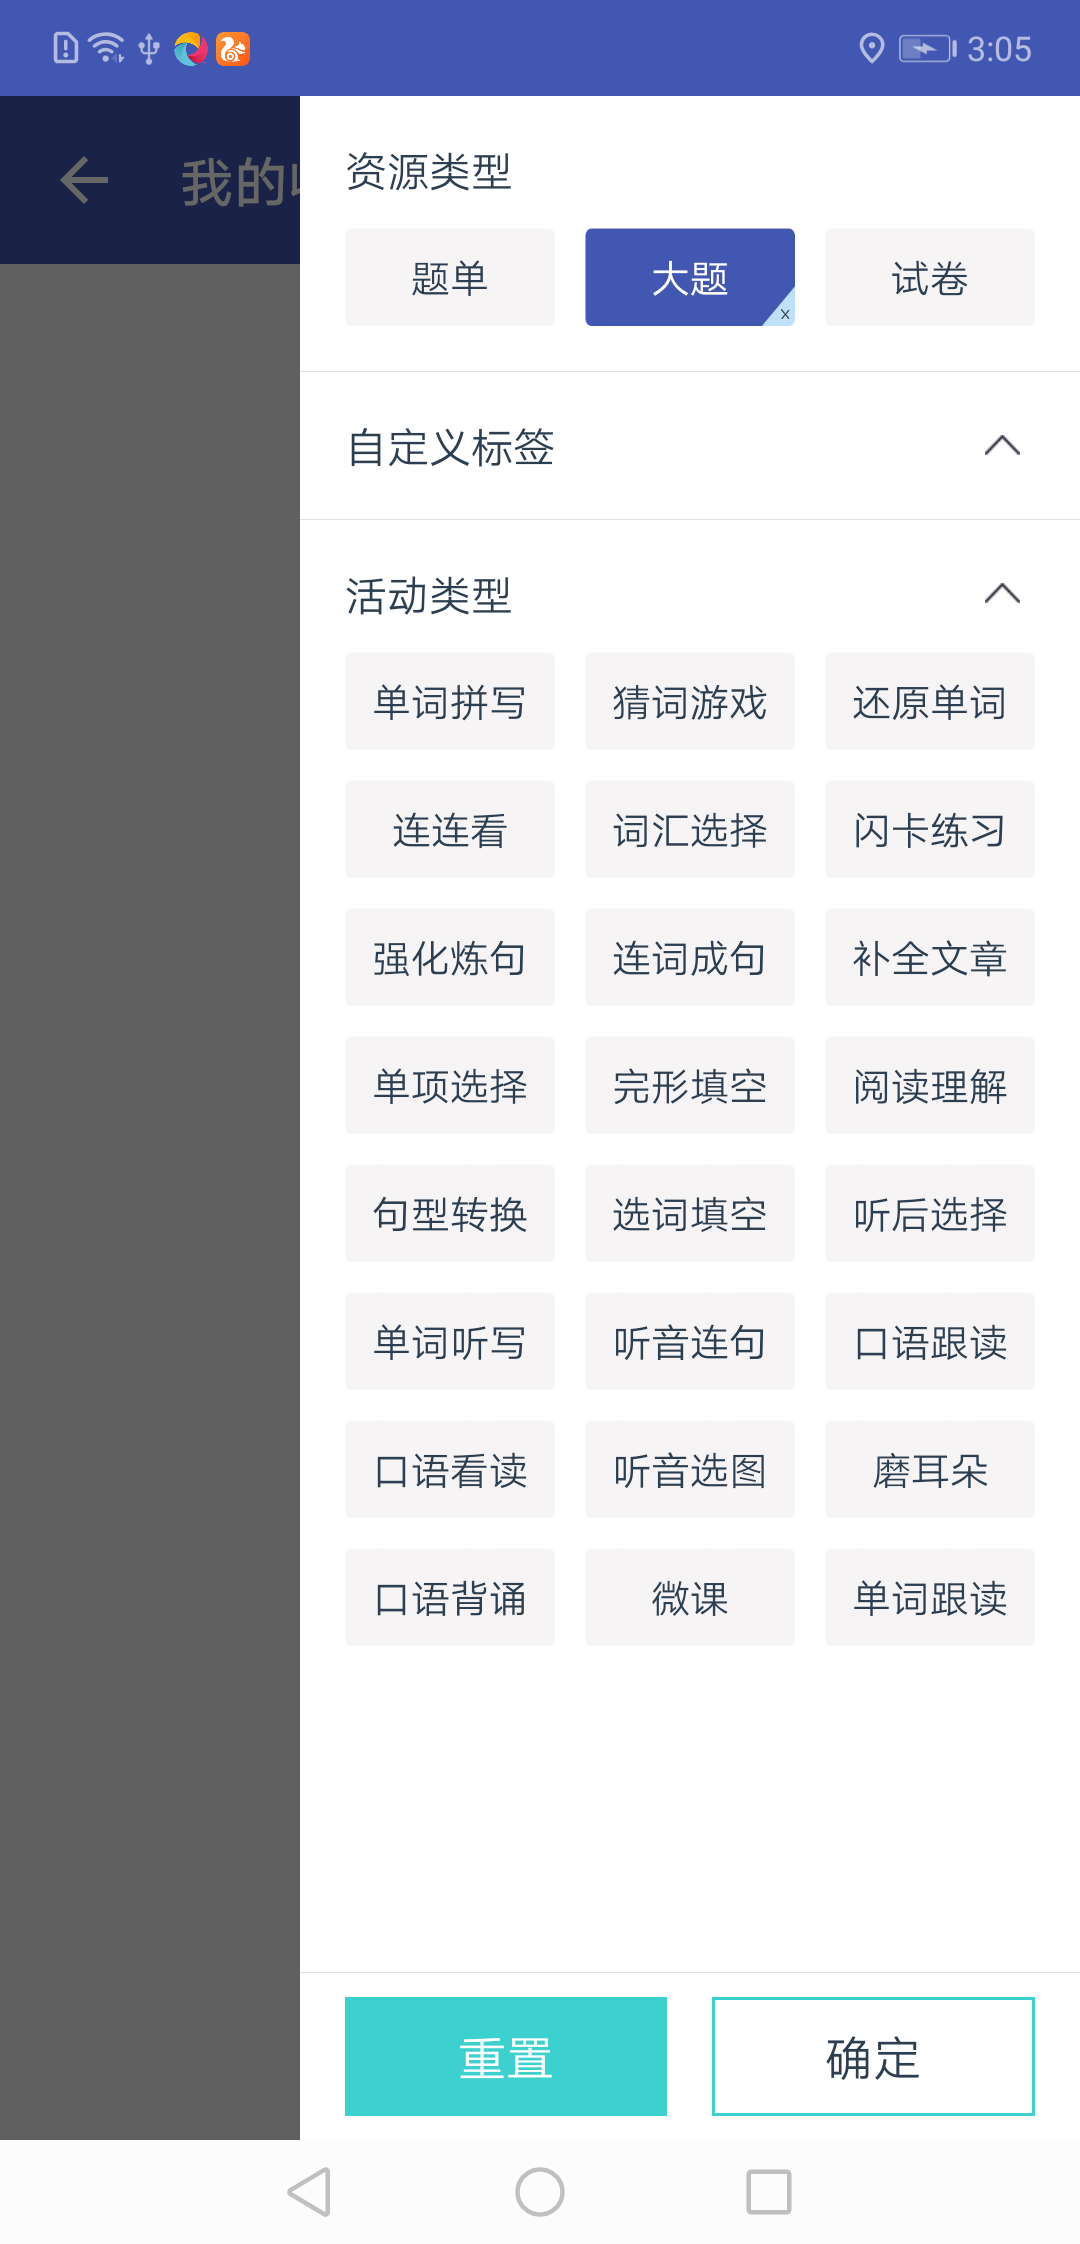 3:05
我的
资源类型
题单 大题 试卷
x
自定义标签
活动类型
单词拼写 猜词游戏 还原单词
连连看 词汇选择 闪卡练习
强化炼句 连词成句 补全文章
单项选择 完形填空 阅读理解
句型转换 选词填空 听后选择
单词听写 听音连句 口语跟读
口语看读 听音选图 磨耳朵
口语背诵 微课 单词跟读
重置 确定